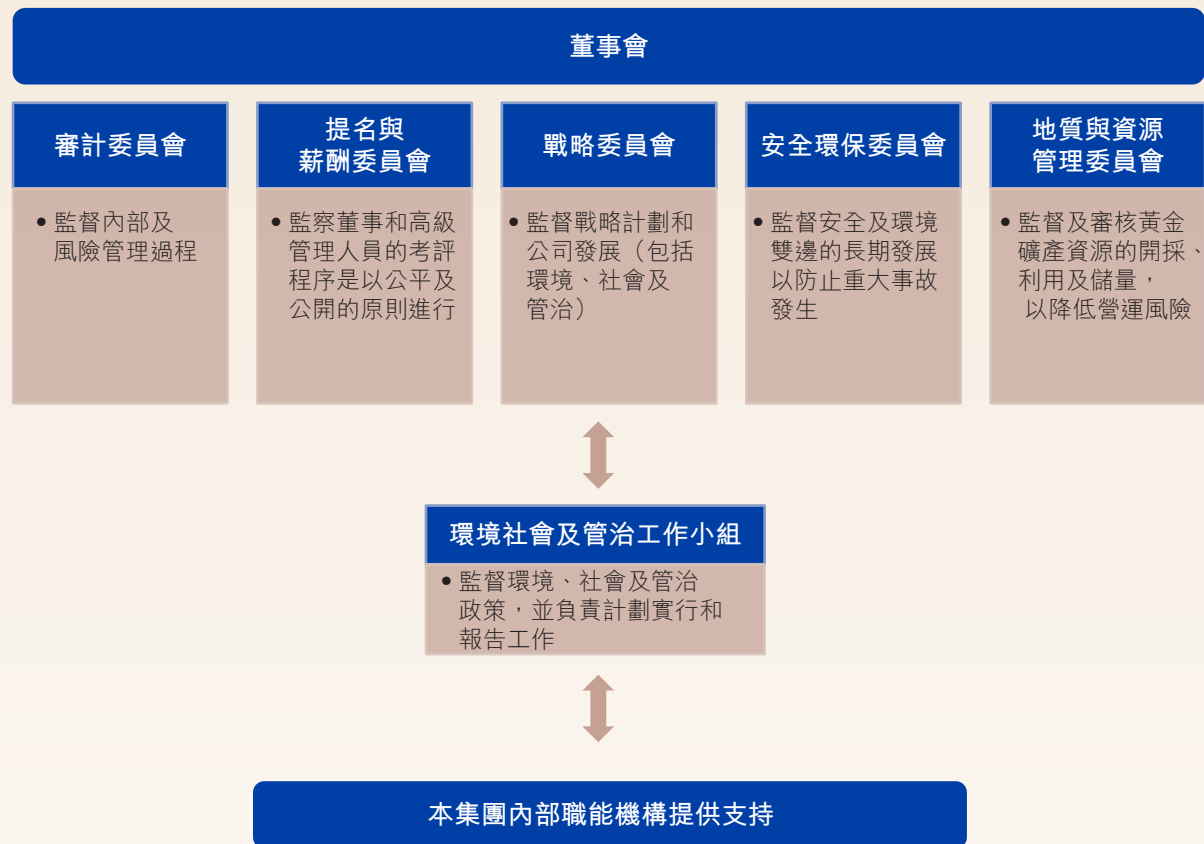 董事會
審計委員會
• 監督內部及
風險管理過程
提名與
薪酬委員會
• 監察董事和高級
管理人員的考評
程序是以公平及
公開的原則進行
戰略委員會
• 監督戰略計劃和
公司發展（包括
環境、社會及
管治）
安全環保委員會
• 監督安全及環境
雙邊的長期發展
以防止重大事故
發生
地質與資源
管理委員會
• 監督及審核黃金
礦產資源的開採、
利用及儲量，
以降低營運風險
環境社會及管治工作小組
• 監督環境、社會及管治
政策，並負責計劃實行和
報告工作
本集團內部職能機構提供支持